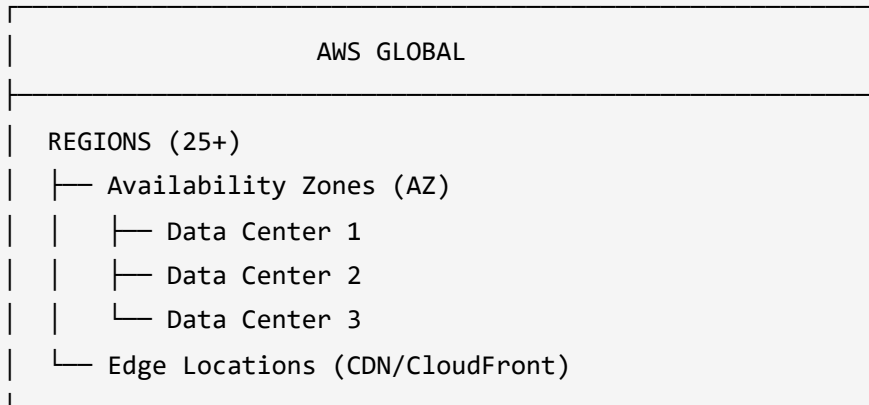 AWS GLOBAL
REGIONS (25+)
├── Availability Zones (AZ)
│   ├── Data Center 1
│   ├── Data Center 2
│   └── Data Center 3
└── Edge Locations (CDN/CloudFront)